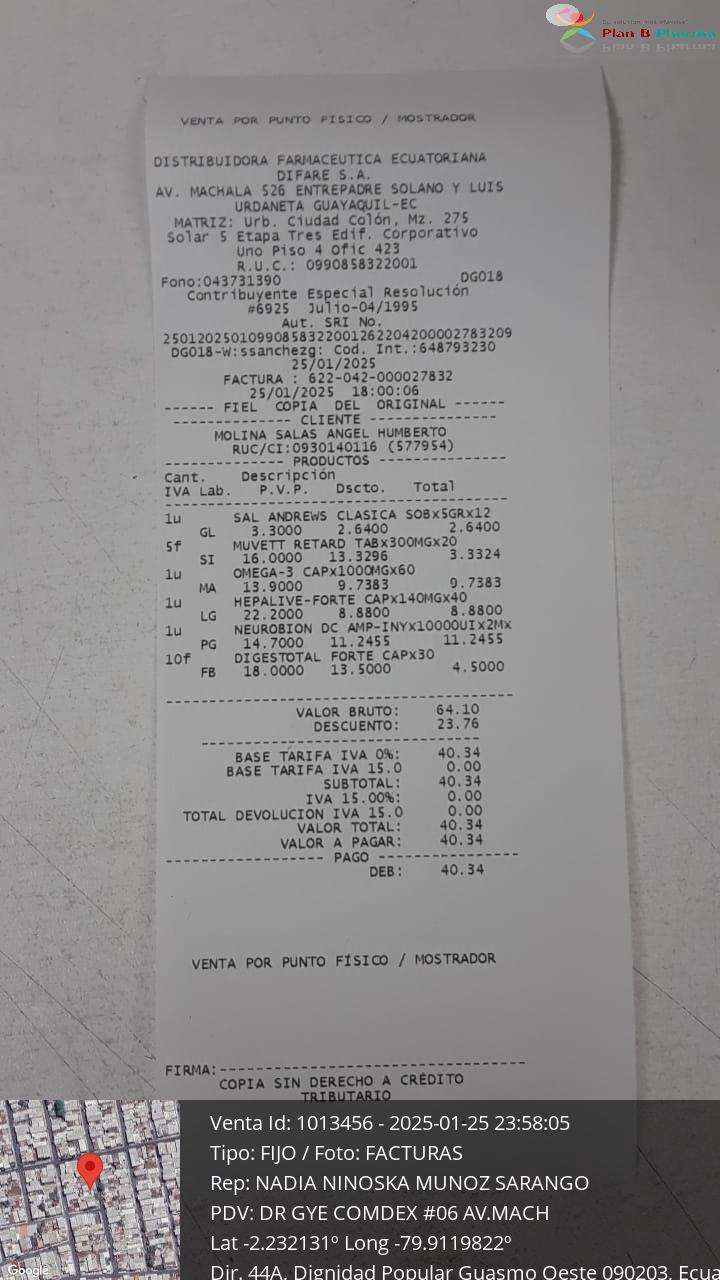 Plan B Pharma
VENTA POR PUNTO FISICO / MOSTRADOR
DISTRIBUIDORA FARMACEUTICA ECUATORIANA
DIFARE S.A.
AV. MACHALA 526 ENTREPADRE SOLANO Y LUIS
URDANETA GUAYAQUIL-EC
MATRIZ: Urb. Ciudad Colón, Mz. 275
Solar 5 Etapa Tres Edif. Corporativo
Uno Piso 4 Ofic 423
R.U.C.: 0990858322001
Fono:043731390 DG018
Contribuyente Especial Resolución
#6925 Julio-04/1995
Aut. SRI No.
25012025010990858322001262204200002783209
DG018-W:ssanchezg: Cod. Int.:648793230
25/01/2025
FACTURA : 622-042-000027832
25/01/2025 18:00:06
------ FIEL COPIA DEL ORIGINAL ------
-------------- CLIENTE ---------------
MOLINA SALAS ANGEL HUMBERTO
RUC/CI:0930140116 (577954)
-------------- PRODUCTOS ---------------
Cant. Descripción
IVA Lab. P.V.P. Dscto. Total
1u SAL ANDREWS CLASICA SOBx5GRx12
GL 3.3000 2.6400 2.6400
5f MUVETT RETARD TABx300MGx20
SI 16.0000 13.3296 3.3324
1u OMEGA-3 CAPx1000MGx60
MA 13.9000 9.7383 9.7383
1u HEPALIVE-FORTE CAPx140MGx40
LG 22.2000 8.8800 8.8800
1u NEUROBION DC AMP-INYx10000UIx2Mx
PG 14.7000 11.2455 11.2455
10f DIGESTOTAL FORTE CAPx30
FB 18.0000 13.5000 4.5000
VALOR BRUTO: 64.10
DESCUENTO: 23.76
BASE TARIFA IVA 0%: 40.34
BASE TARIFA IVA 15.0 0.00
SUBTOTAL: 40.34
IVA 15.00%: 0.00
TOTAL DEVOLUCION IVA 15.0 0.00
VALOR TOTAL: 40.34
VALOR A PAGAR: 40.34
------------------- PAGO ----------------
DEB: 40.34
VENTA POR PUNTO FÍSICO / MOSTRADOR
FIRMA:-------------------------------
COPIA SIN DERECHO A CRÉDITO
TRIBUTARIO
Venta Id: 1013456 - 2025-01-25 23:58:05
Tipo: FIJO / Foto: FACTURAS
Rep: NADIA NINOSKA MUNOZ SARANGO
PDV: DR GYE COMDEX #06 AV.MACH
Lat -2.232131º Long -79.9119822º
Dir. 44A, Dignidad Popular Guasmo Oeste 090203, Ecua
Google